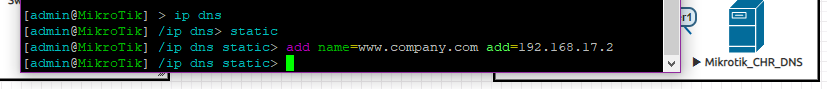 [admin@MikroTik] > ip dns
[admin@MikroTik] /ip dns> static
[admin@MikroTik] /ip dns static> add name=www.company.com add=192.168.17.2
[admin@MikroTik] /ip dns static>
Mikrotik_CHR_DNS